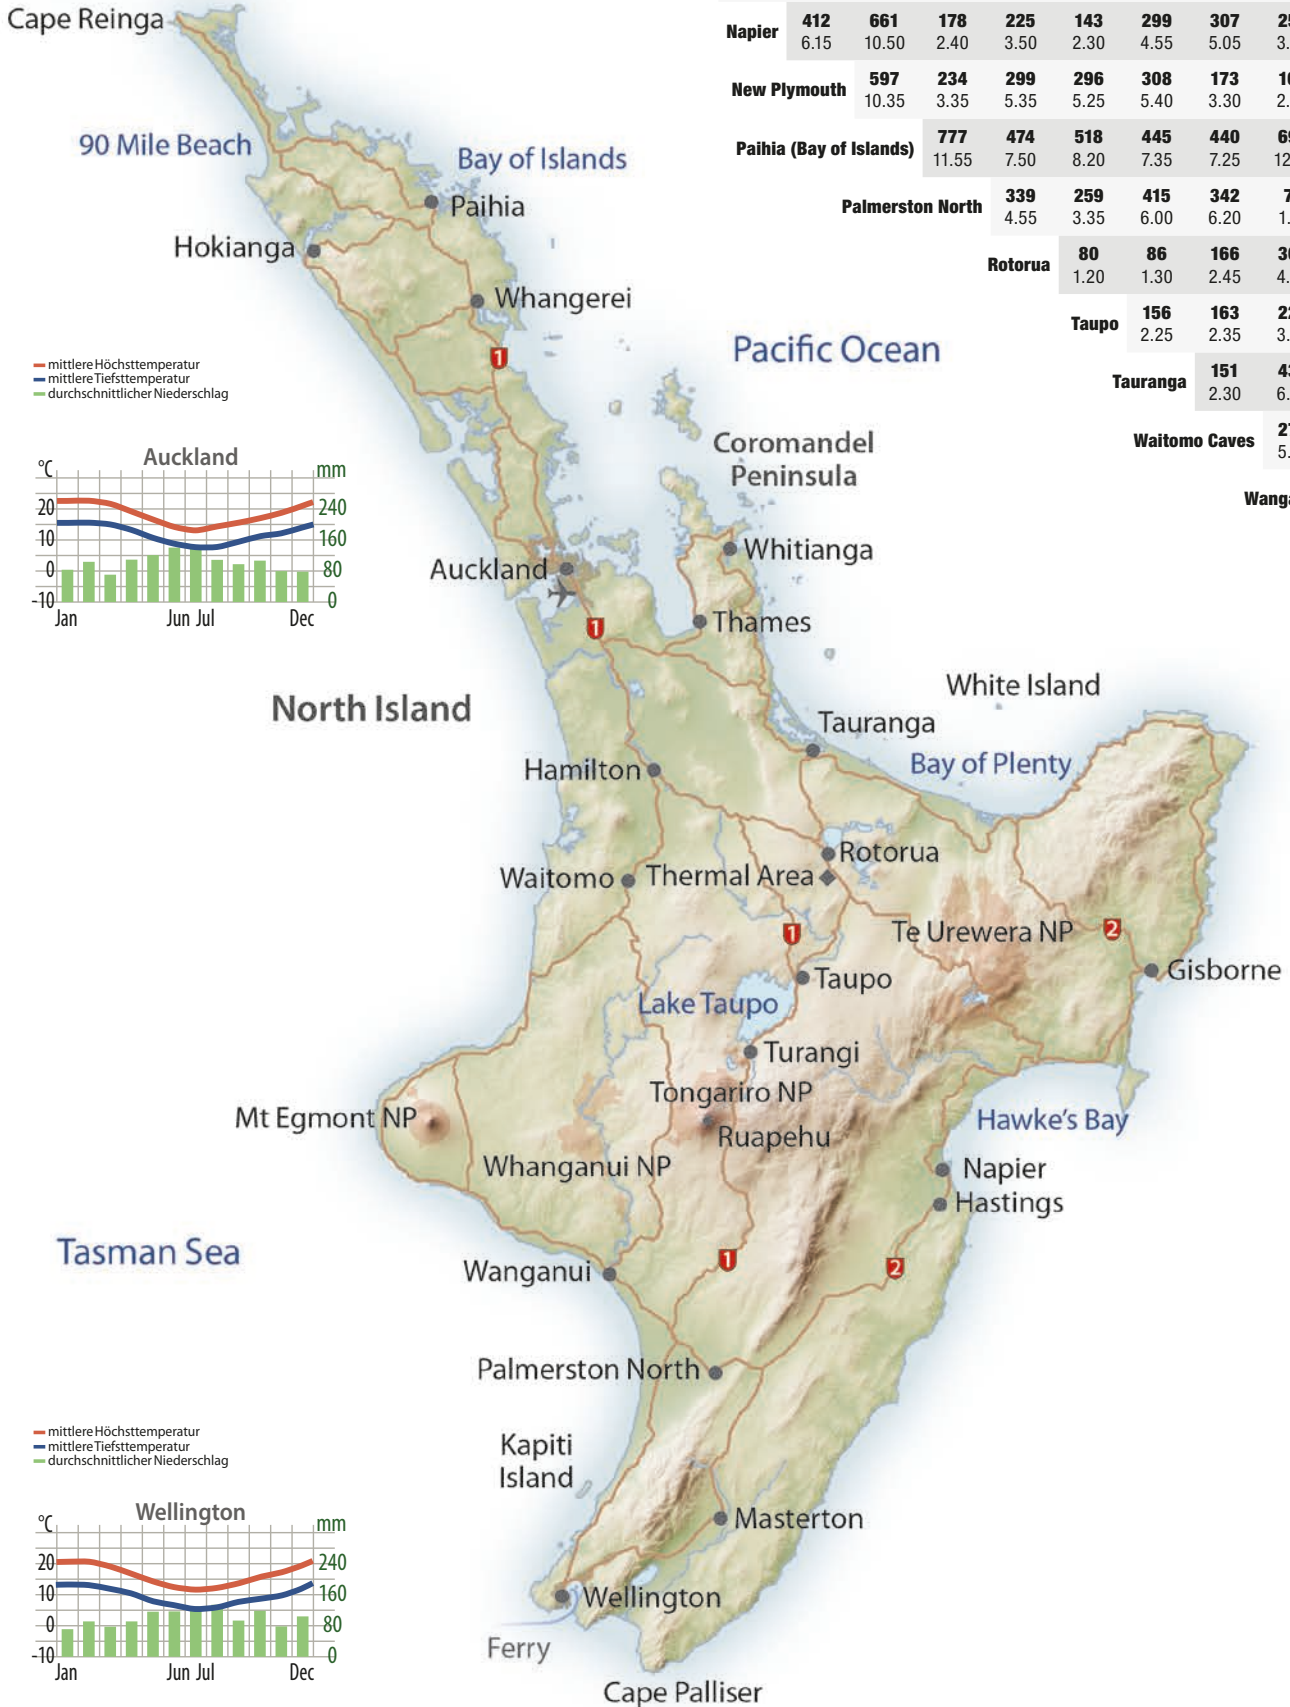 Cape Reinga
Napier 412 661 178 225 143 299 307
6.15 10.50 2.40 3.50 2.30 4.55 5.05
New Plymouth 597 234 299 296 308 173
10.35 3.35 5.35 5.25 5.40 3.30
Paihia (Bay of Islands) 777 474 518 445 440
11.55 7.50 8.20 7.35 7.25
Palmerston North 339 259 415 342
4.55 3.35 6.00 6.20
Rotorua 80 86 166
1.20 1.30 2.45
Taupo 156 163
2.25 2.35
Tauranga 151
2.30
Waitomo Caves
90 Mile Beach
Bay of Islands
Paihia
Hokianga
Whangerei
1
Pacific Ocean
mittlere Höchsttemperatur
mittlere Tiefsttemperatur
durchschnittlicher Niederschlag
Auckland
°C mm
20 240
10 160
0 80
-10 0
Jan Jun Jul Dec
Coromandel
Peninsula
Whitianga
Auckland
Thames
1
North Island
White Island
Tauranga
Bay of Plenty
Hamilton
Rotorua
Waitomo
Thermal Area
1
Te Urewera NP
2
Gisborne
Taupo
Lake Taupo
Turangi
Tongariro NP
Mt Egmont NP
Ruapehu
Hawke's Bay
Whanganui NP
Napier
Hastings
Tasman Sea
Wanganui
1
2
Palmerston North
Kapiti
Island
mittlere Höchsttemperatur
mittlere Tiefsttemperatur
durchschnittlicher Niederschlag
Wellington
°C mm
20 240
10 160
0 80
-10 0
Jan Jun Jul Dec
Masterton
Wellington
Ferry
Cape Palliser